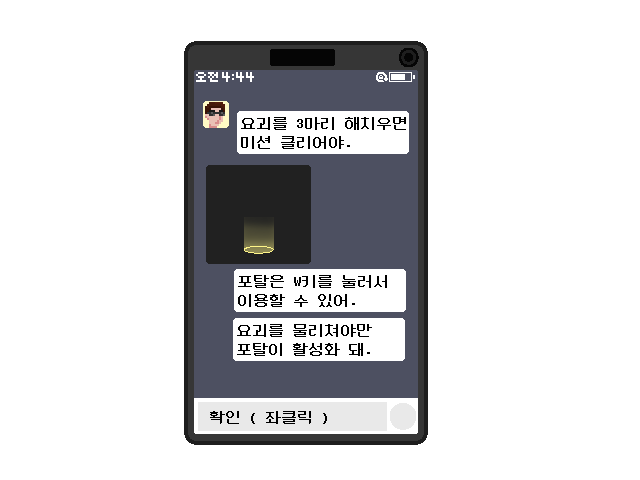 오전4:44
요괴를 3마리 해치우면
미션 클리어야.
포탈은 W키를 눌러서
이용할 수 있어.
요괴를 물리쳐야만
포탈이 활성화 돼.
확인 ( 좌클릭 )